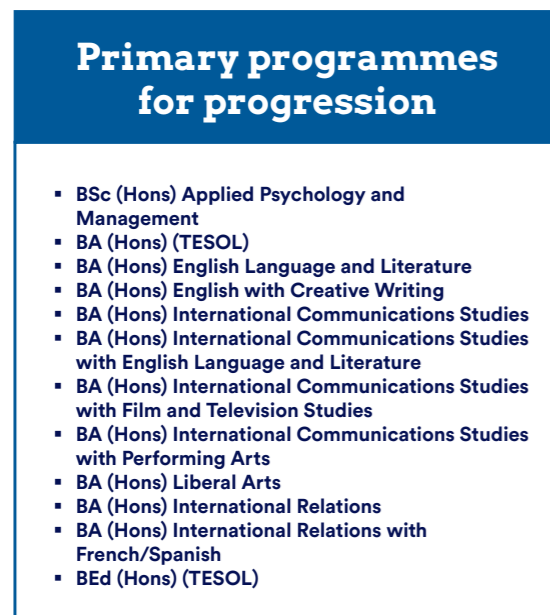 Primary programmes
for progression
▪ BSc (Hons) Applied Psychology and
Management
▪ BA (Hons) (TESOL)
▪ BA (Hons) English Language and Literature
▪ BA (Hons) English with Creative Writing
▪ BA (Hons) International Communications Studies
▪ BA (Hons) International Communications Studies
with English Language and Literature
▪ BA (Hons) International Communications Studies
with Film and Television Studies
▪ BA (Hons) International Communications Studies
with Performing Arts
▪ BA (Hons) Liberal Arts
▪ BA (Hons) International Relations
▪ BA (Hons) International Relations with
French/Spanish
▪ BEd (Hons) (TESOL)